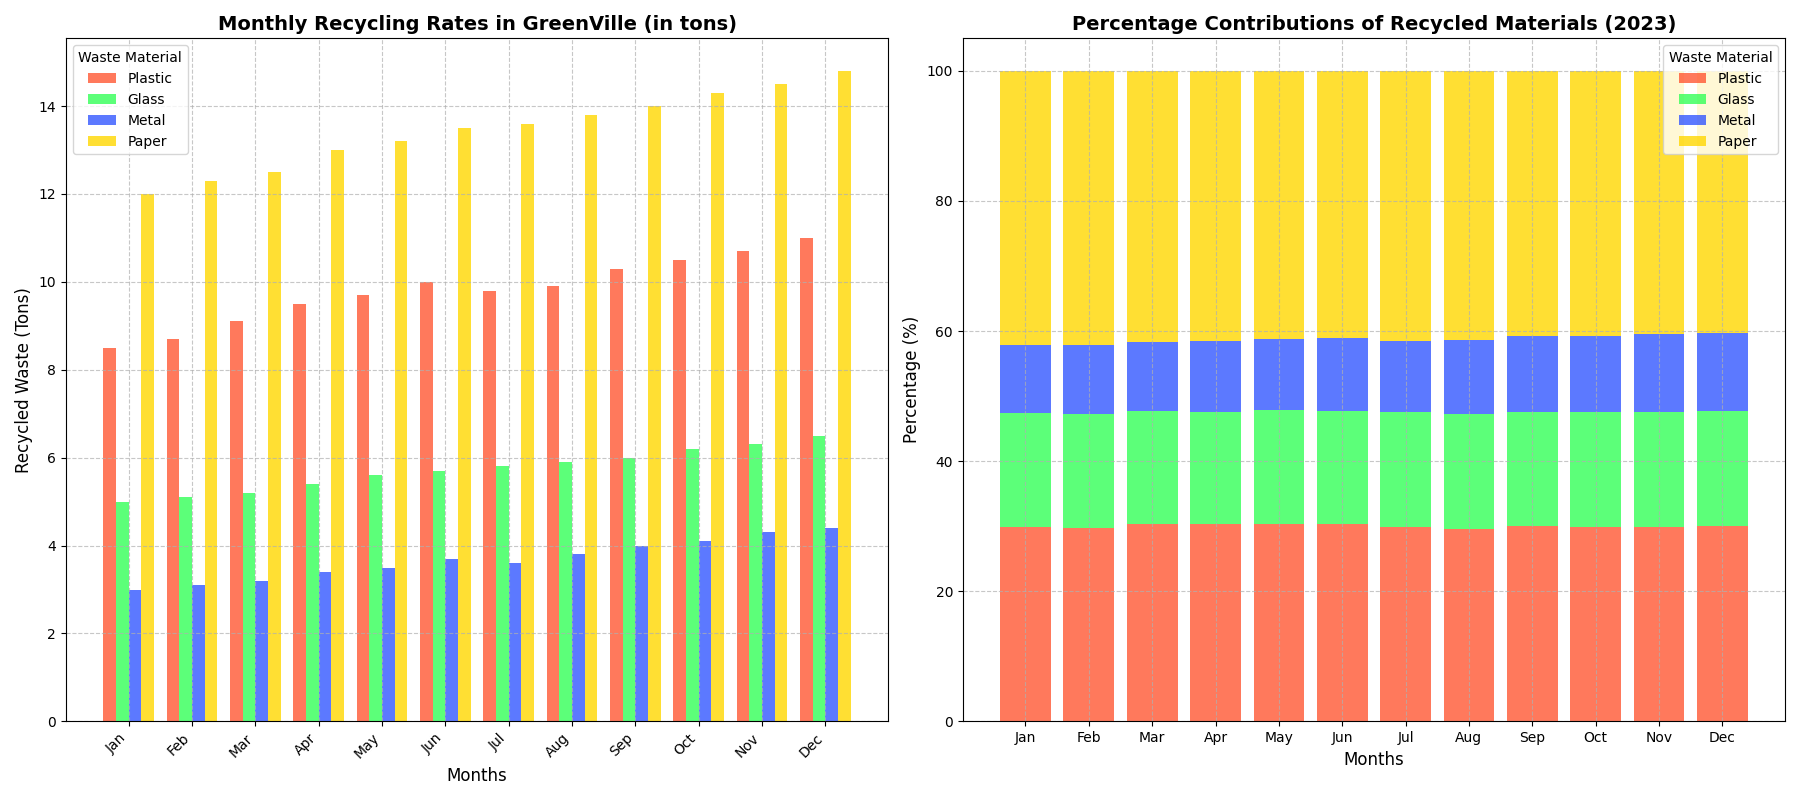 Monthly Recycling Rates in GreenVille (in tons)
Waste Material
Plastic
Glass
Metal
Paper
Recycled Waste (Tons)
14
12
10
8
6
4
2
0
Jan Feb Mar Apr May Jun Jul Aug Sep Oct Nov Dec
Months
Percentage Contributions of Recycled Materials (2023)
Waste Material
Plastic
Glass
Metal
Paper
Percentage (%)
100
80
60
40
20
0
Jan Feb Mar Apr May Jun Jul Aug Sep Oct Nov Dec
Months